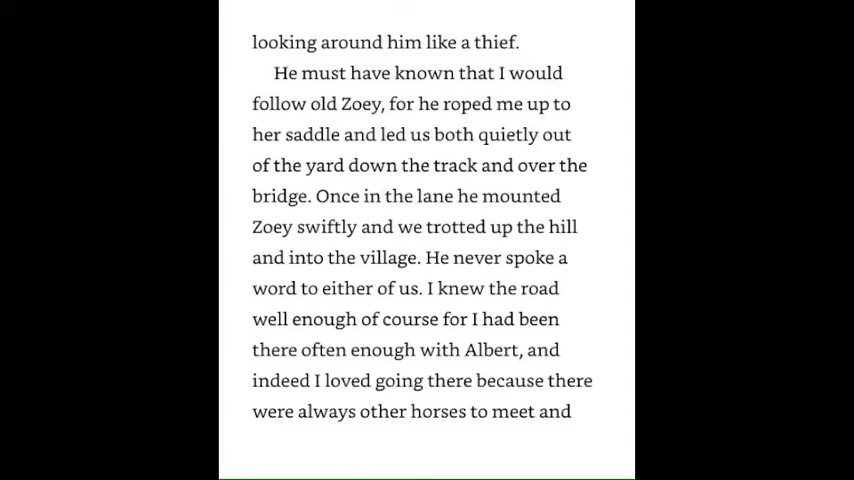 looking around him like a thief.
He must have known that I would
follow old Zoey, for he roped me up to
her saddle and led us both quietly out
of the yard down the track and over the
bridge. Once in the lane he mounted
Zoey swiftly and we trotted up the hill
and into the village. He never spoke a
word to either of us. I knew the road
well enough of course for I had been
there often enough with Albert, and
indeed I loved going there because there
were always other horses to meet and